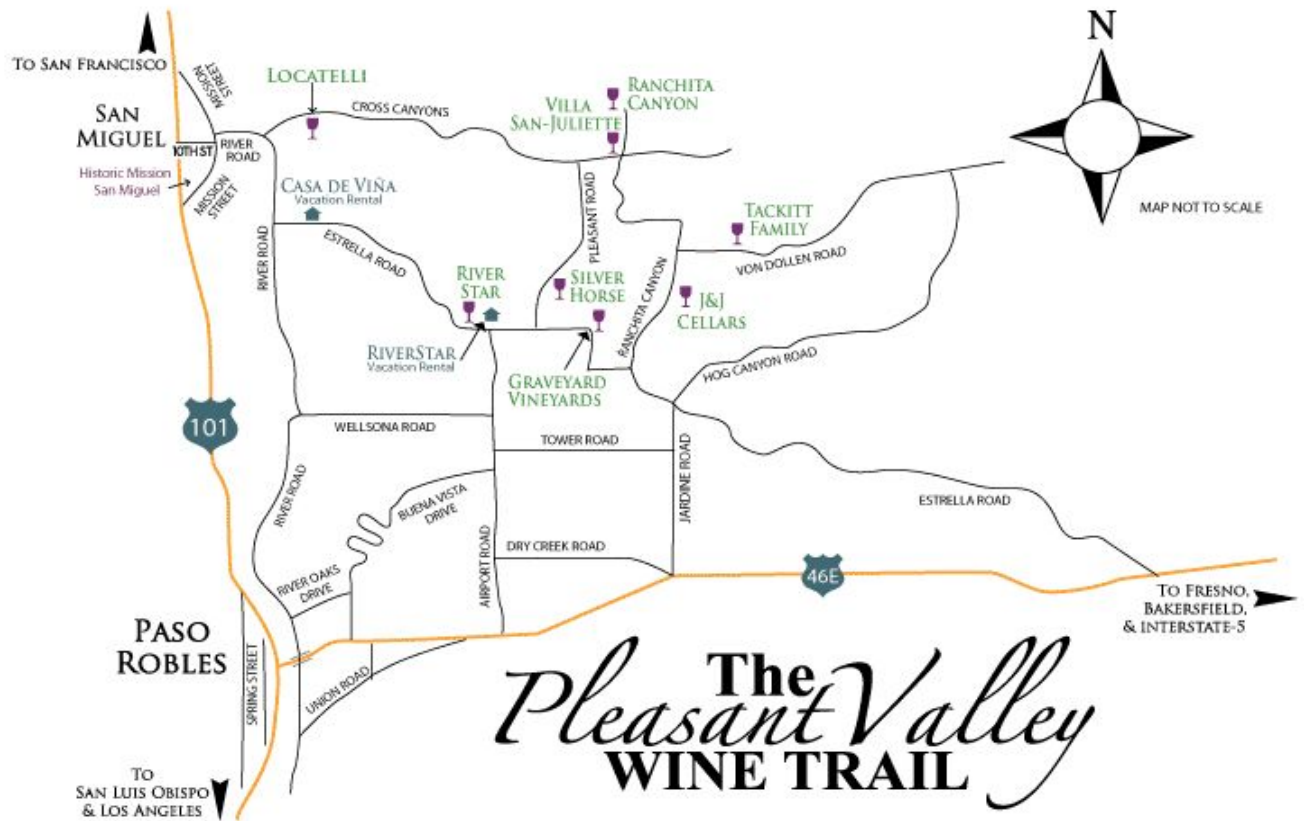 N
TO SAN FRANCISCO
MISSION
STREET
LOCATELLI
RANCHITA
CANYON
VILLA
SAN-JULIETTE
CROSS CANYONS
SAN
MIGUEL
10TH ST
RIVER
ROAD
Historic Mission
San Miguel
MISSION
STREET
CASA DE VIÑA
Vacation Rental
PLEASANT ROAD
TACKITT
FAMILY
MAP NOT TO SCALE
RIVER ROAD
ESTRELLA ROAD
VON DOLLEN ROAD
RIVER
STAR
SILVER
HORSE
RANCHITA CANYON
J&J
CELLARS
RIVERSTAR
Vacation Rental
HOG CANYON ROAD
GRAVEYARD
VINEYARDS
101
WELLSONA ROAD
TOWER ROAD
RIVER ROAD
BUENA VISTA
DRIVE
JARDINE ROAD
ESTRELLA ROAD
AIRPORT ROAD
DRY CREEK ROAD
RIVER OAKS
DRIVE
46E
TO FRESNO,
BAKERSFIELD,
& INTERSTATE-5
PASO
ROBLES
SPRING STREET
UNION ROAD
The
Pleasant Valley
WINE TRAIL
TO
SAN LUIS OBISPO
& LOS ANGELES